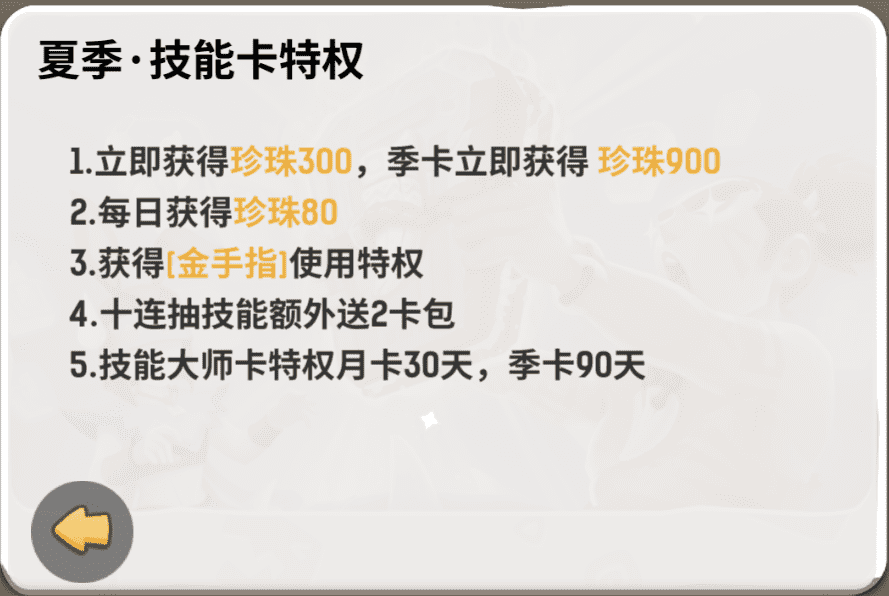 夏季·技能卡特权
1.立即获得珍珠300，季卡立即获得 珍珠900
2.每日获得珍珠80
3.获得[金手指]使用特权
4.十连抽技能额外送2卡包
5.技能大师卡特权月卡30天，季卡90天